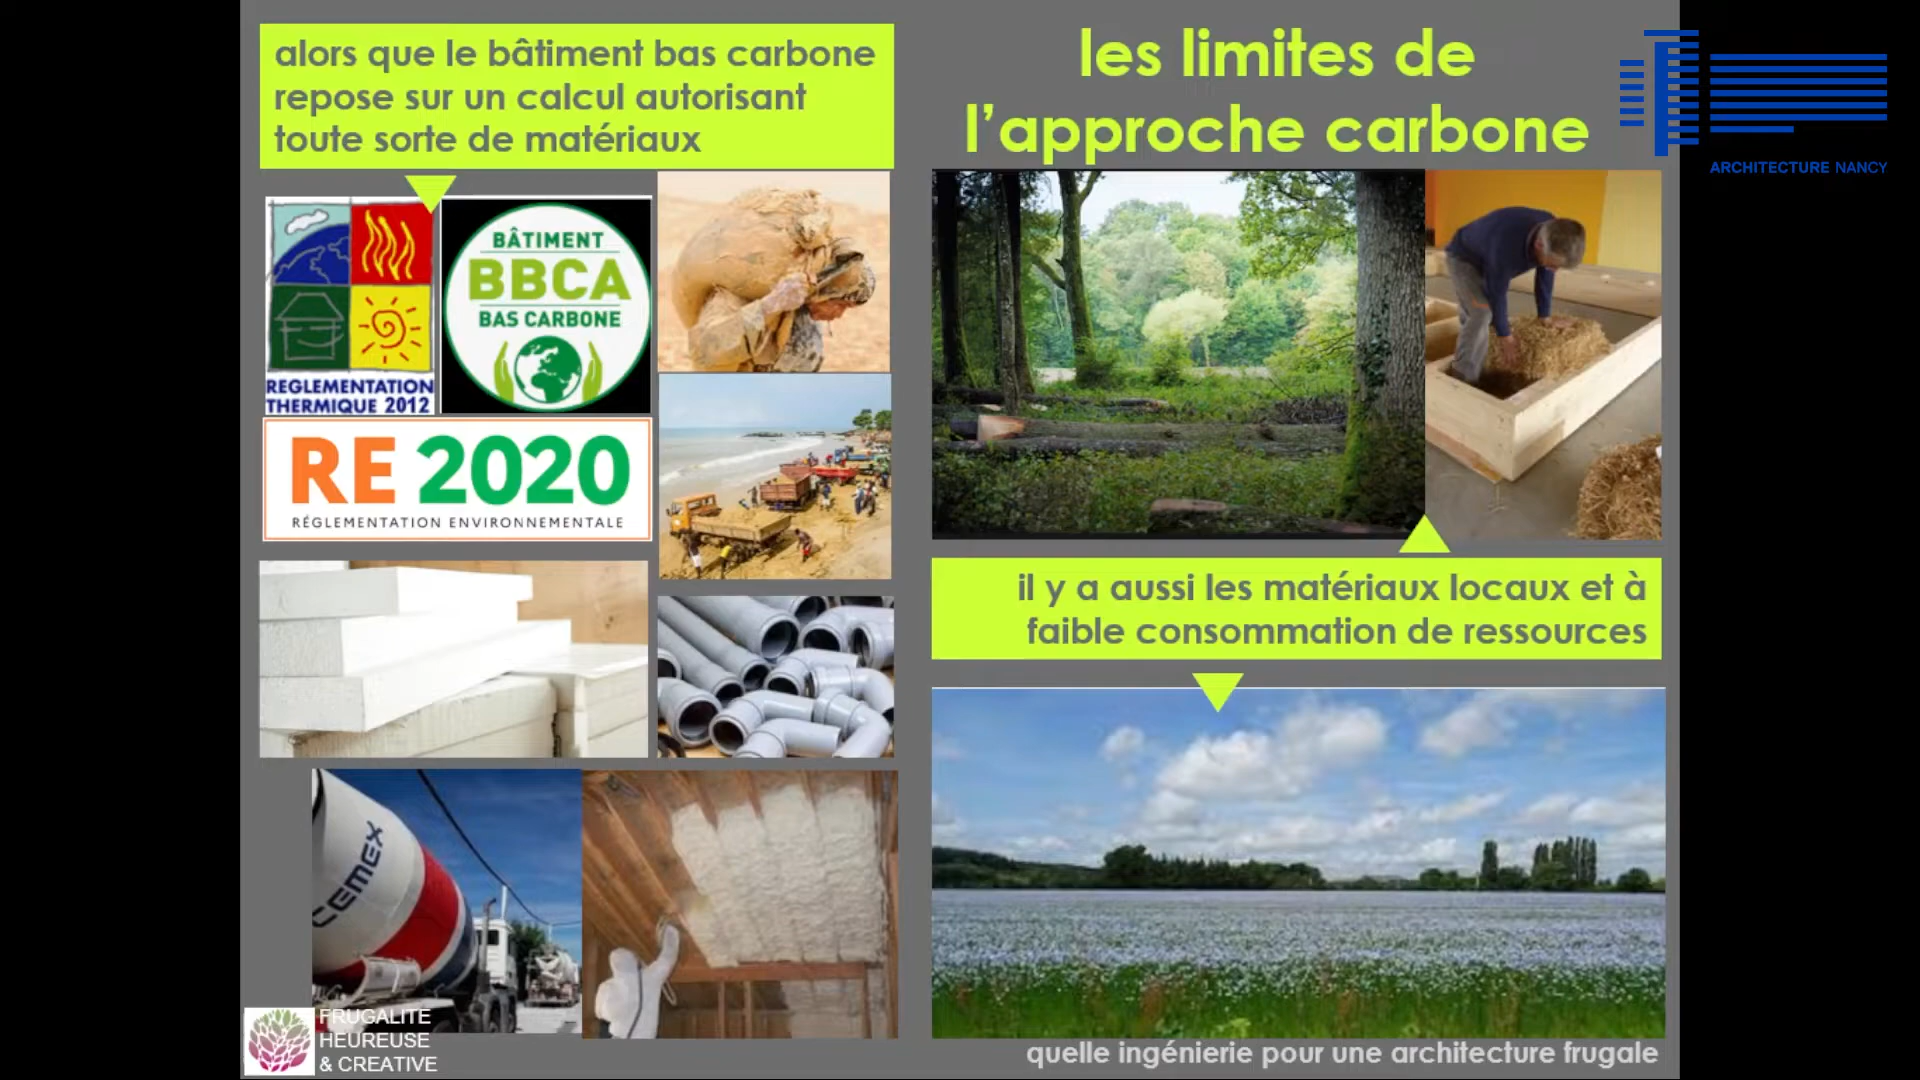 alors que le bâtiment bas carbone
repose sur un calcul autorisant
toute sorte de matériaux
les limites de
l'approche carbone
ARCHITECTURE NANCY
REGLEMENTATION
THERMIQUE 2012
BÂTIMENT
BBCA
BAS CARBONE
RE 2020
RÉGLEMENTATION ENVIRONNEMENTALE
il y a aussi les matériaux locaux et à
faible consommation de ressources
CEMEX
FRUGALITE
HEUREUSE
& CREATIVE
quelle ingénierie pour une architecture frugale